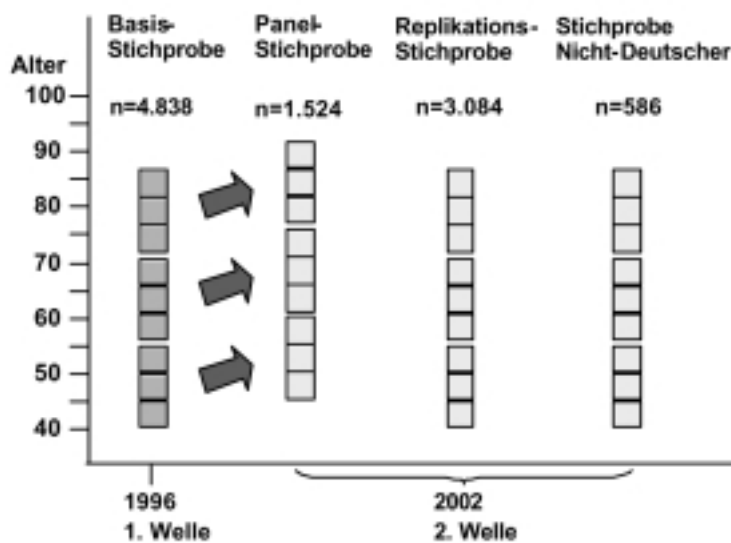 Basis-
Stichprobe
Panel-
Stichprobe
Replikations-
Stichprobe
Stichprobe
Nicht-Deutscher
Alter
n=4.838
n=1.524
n=3.084
n=586
100
90
80
70
60
50
40
1996
1. Welle
2002
2. Welle